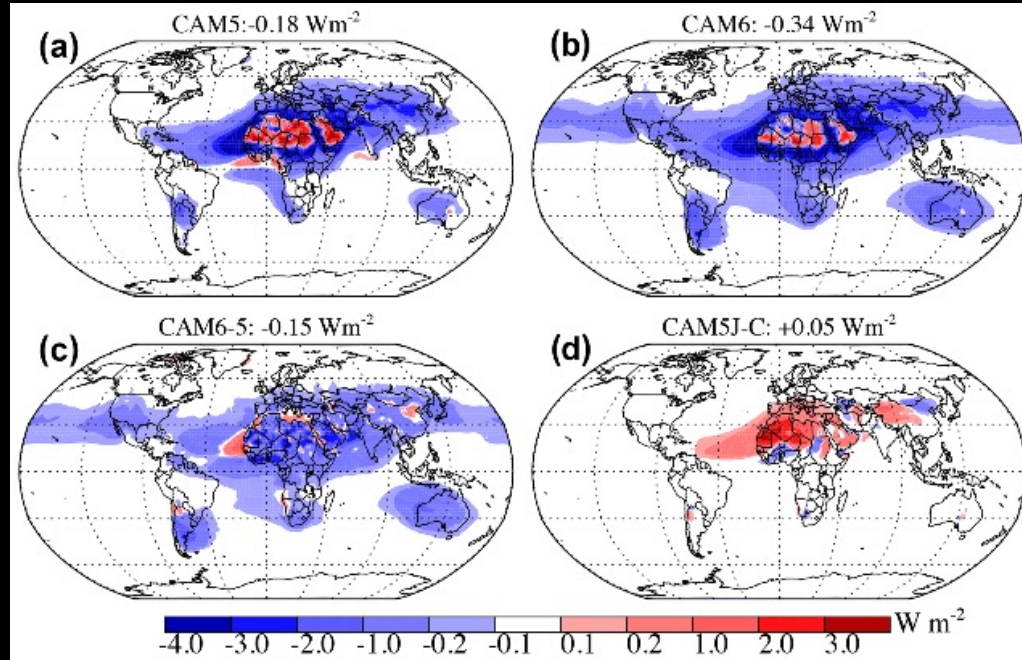 CAM5:-0.18 Wm-2
(a)
CAM6: -0.34 Wm-2
(b)
CAM6-5: -0.15 Wm-2
(c)
CAM5J-C: +0.05 Wm-2
(d)
W m-2
-4.0 -3.0 -2.0 -1.0 -0.2 -0.1 0.1 0.2 1.0 2.0 3.0